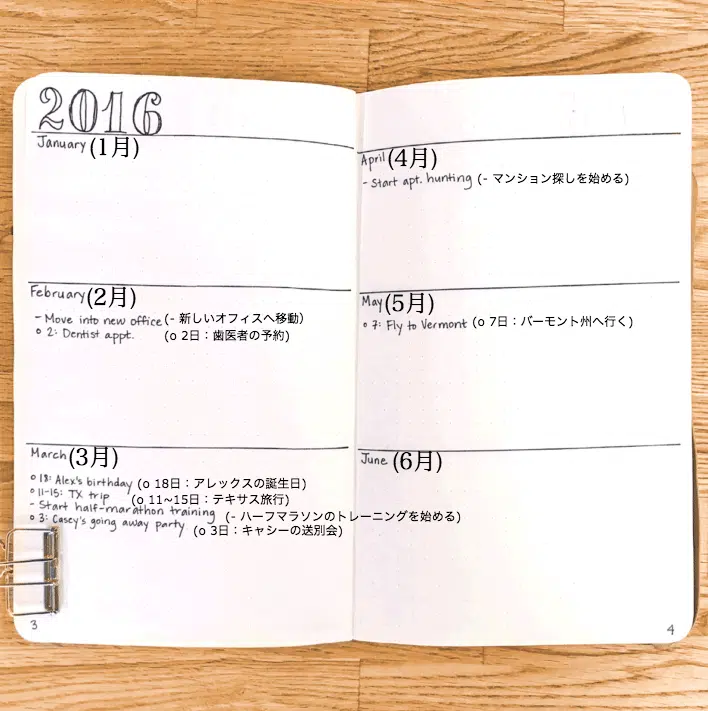 2016
January (1月)
February (2月)
- Move into new office (- 新しいオフィスへ移動)
o 2: Dentist appt. (o 2日：歯医者の予約)
March (3月)
o 18: Alex's birthday (o 18日：アレックスの誕生日)
o 11-15: TX trip (o 11~15日：テキサス旅行)
- Start half-marathon training (- ハーフマラソンのトレーニングを始める)
o 3: Casey's going away party (o 3日：キャシーの送別会)
3
April (4月)
- Start apt. hunting (- マンション探しを始める)
May (5月)
o 7: Fly to Vermont (o 7日：バーモント州へ行く)
June (6月)
4